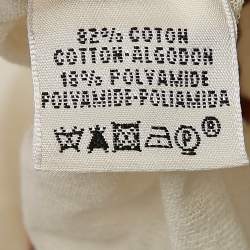 82% COTON
COTTON-ALGODON
18% POLYAMIDE
POLYAMIDE-POLIAMIDA
P ®